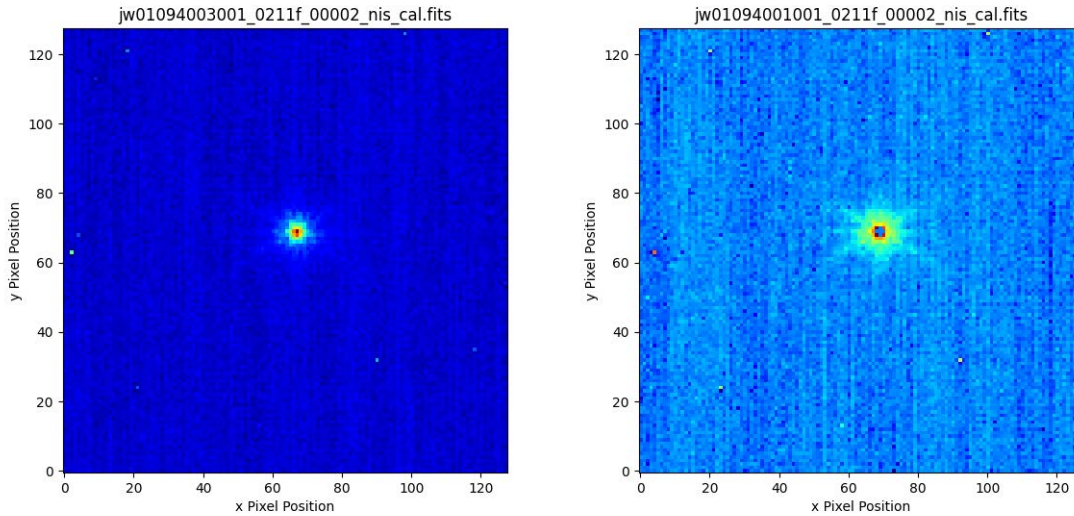 jw01094003001_0211f_00002_nis_cal.fits
120
100
80
60
40
20
0
y Pixel Position
0 20 40 60 80 100 120
x Pixel Position
jw01094001001_0211f_00002_nis_cal.fits
120
100
80
60
40
20
0
y Pixel Position
0 20 40 60 80 100 120
x Pixel Position